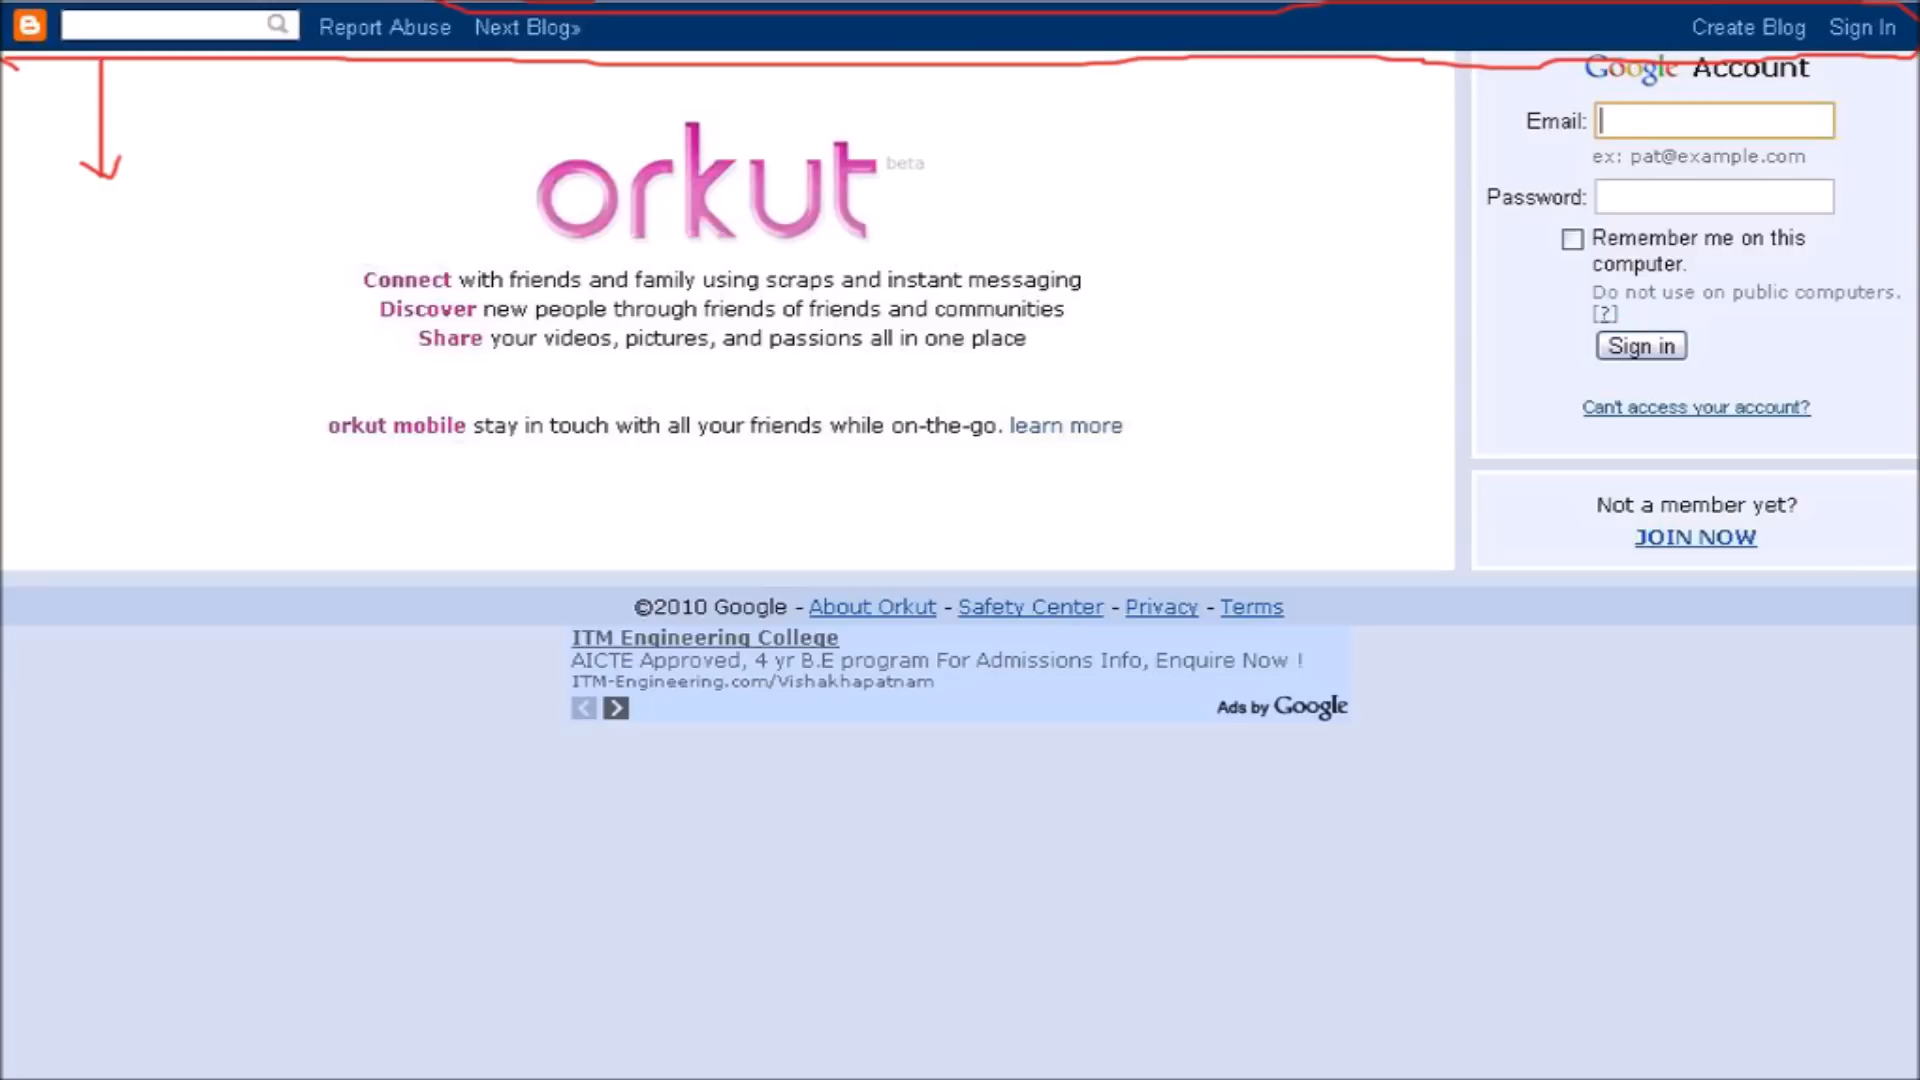 Report Abuse Next Blog» Create Blog Sign In
Google Account
Email:
ex: pat@example.com
Password:
Remember me on this
computer.
Do not use on public computers.
[?]
Sign in
Can't access your account?
Not a member yet?
JOIN NOW
orkut beta
Connect with friends and family using scraps and instant messaging
Discover new people through friends of friends and communities
Share your videos, pictures, and passions all in one place
orkut mobile stay in touch with all your friends while on-the-go. learn more
©2010 Google - About Orkut - Safety Center - Privacy - Terms
ITM Engineering College
AICTE Approved, 4 yr B.E program For Admissions Info, Enquire Now !
ITM-Engineering.com/Vishakhapatnam
Ads by Google